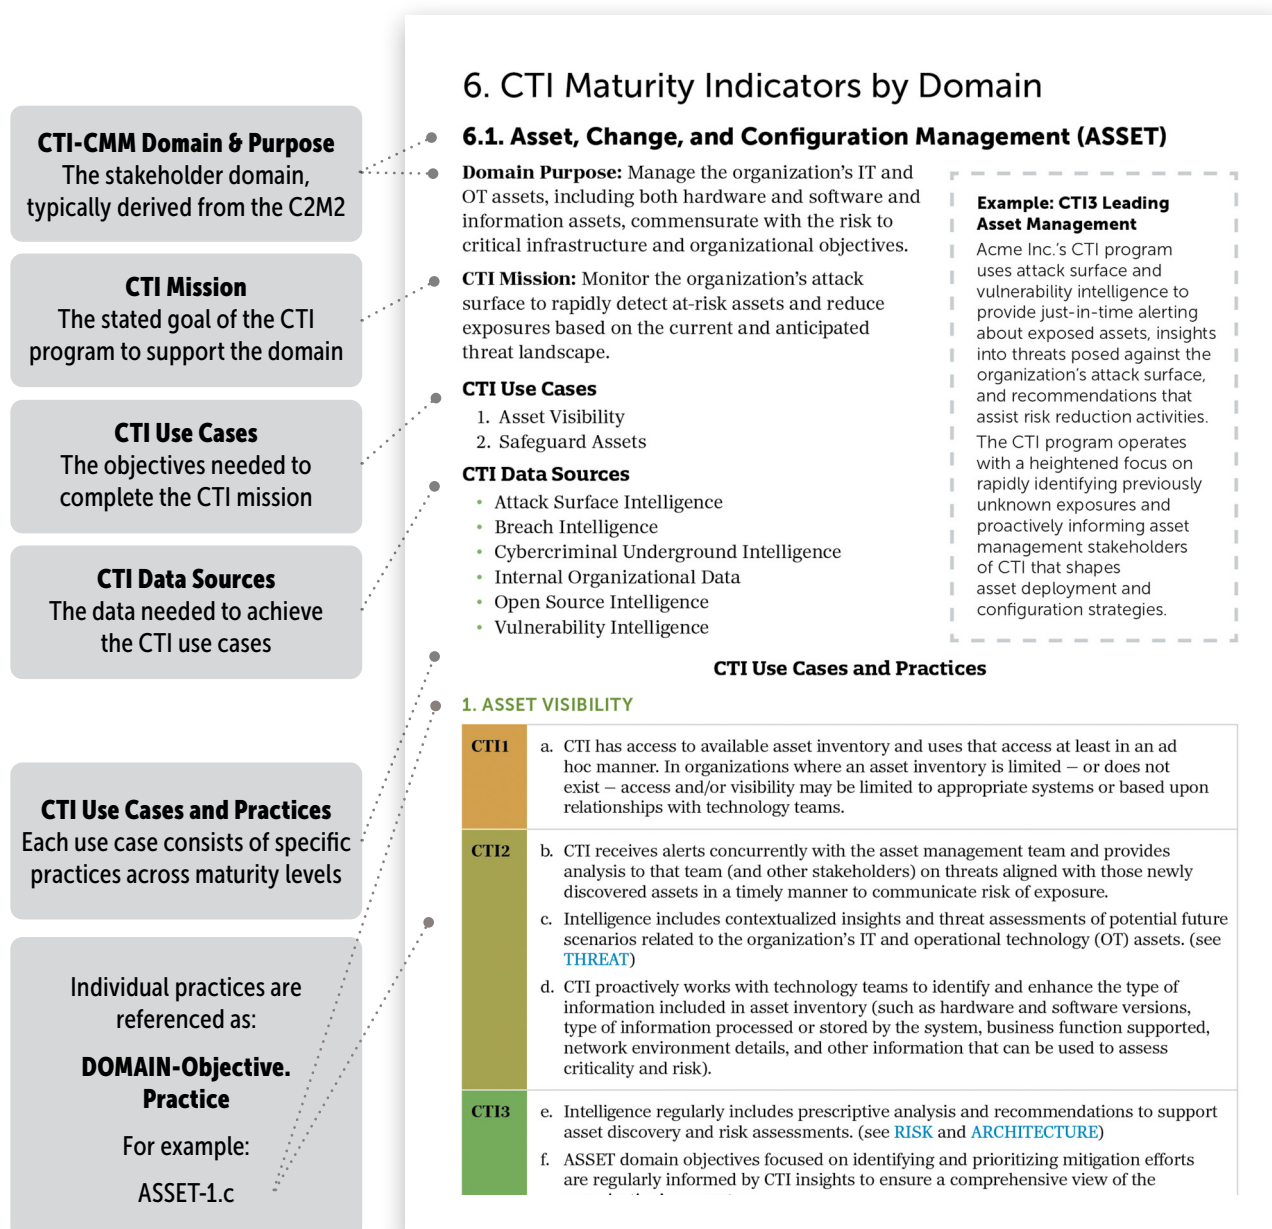 CTI-CMM Domain & Purpose
The stakeholder domain,
typically derived from the C2M2
CTI Mission
The stated goal of the CTI
program to support the domain
CTI Use Cases
The objectives needed to
complete the CTI mission
CTI Data Sources
The data needed to achieve
the CTI use cases
CTI Use Cases and Practices
Each use case consists of specific
practices across maturity levels
Individual practices are
referenced as:
DOMAIN-Objective.
Practice
For example:
ASSET-1.c
6. CTI Maturity Indicators by Domain
6.1. Asset, Change, and Configuration Management (ASSET)
Domain Purpose: Manage the organization’s IT and
OT assets, including both hardware and software and
information assets, commensurate with the risk to
critical infrastructure and organizational objectives.
CTI Mission: Monitor the organization’s attack
surface to rapidly detect at-risk assets and reduce
exposures based on the current and anticipated
threat landscape.
CTI Use Cases
1. Asset Visibility
2. Safeguard Assets
CTI Data Sources
• Attack Surface Intelligence
• Breach Intelligence
• Cybercriminal Underground Intelligence
• Internal Organizational Data
• Open Source Intelligence
• Vulnerability Intelligence
Example: CTI3 Leading
Asset Management
Acme Inc.’s CTI program
uses attack surface and
vulnerability intelligence to
provide just-in-time alerting
about exposed assets, insights
into threats posed against the
organization’s attack surface,
and recommendations that
assist risk reduction activities.
The CTI program operates
with a heightened focus on
rapidly identifying previously
unknown exposures and
proactively informing asset
management stakeholders
of CTI that shapes
asset deployment and
configuration strategies.
CTI Use Cases and Practices
1. ASSET VISIBILITY
CTI1
a. CTI has access to available asset inventory and uses that access at least in an ad
hoc manner. In organizations where an asset inventory is limited – or does not
exist – access and/or visibility may be limited to appropriate systems or based upon
relationships with technology teams.
CTI2
b. CTI receives alerts concurrently with the asset management team and provides
analysis to that team (and other stakeholders) on threats aligned with those newly
discovered assets in a timely manner to communicate risk of exposure.
c. Intelligence includes contextualized insights and threat assessments of potential future
scenarios related to the organization’s IT and operational technology (OT) assets. (see
THREAT)
d. CTI proactively works with technology teams to identify and enhance the type of
information included in asset inventory (such as hardware and software versions,
type of information processed or stored by the system, business function supported,
network environment details, and other information that can be used to assess
criticality and risk).
CTI3
e. Intelligence regularly includes prescriptive analysis and recommendations to support
asset discovery and risk assessments. (see RISK and ARCHITECTURE)
f. ASSET domain objectives focused on identifying and prioritizing mitigation efforts
are regularly informed by CTI insights to ensure a comprehensive view of the